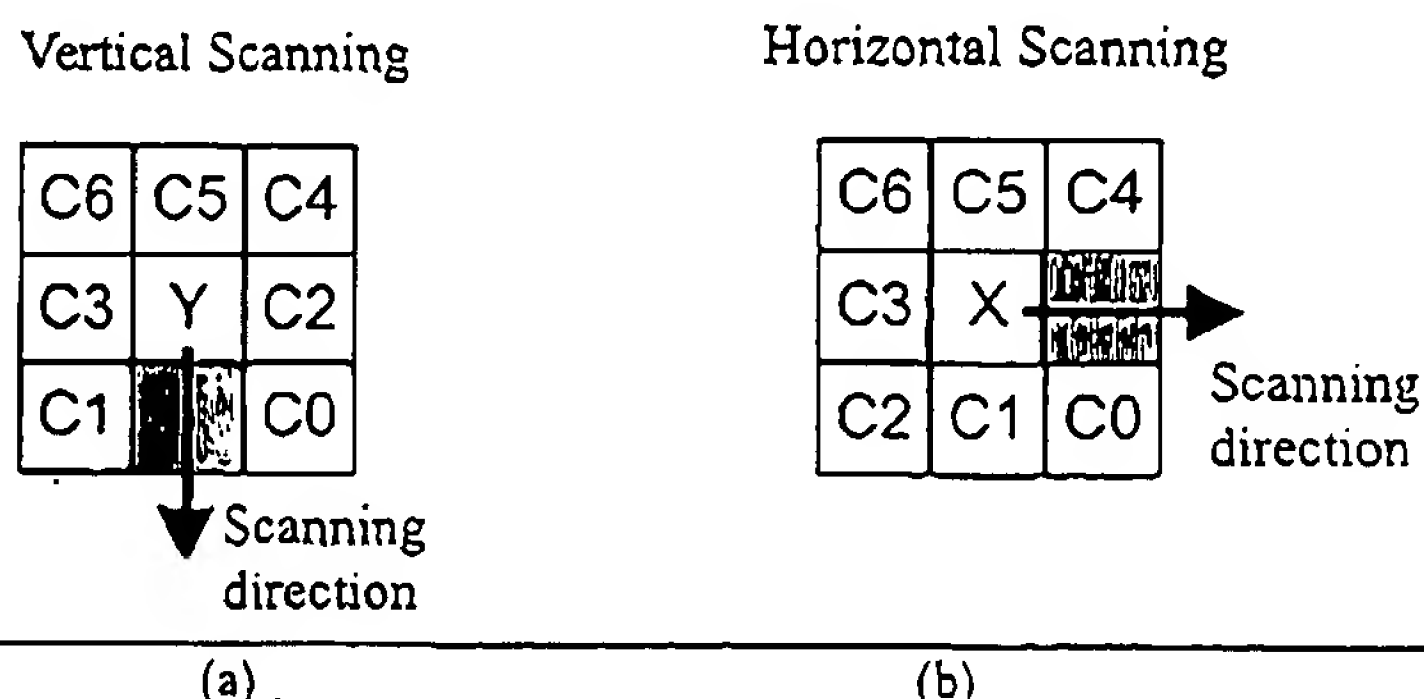 Vertical Scanning
C6 C5 C4
C3 Y C2
C1 C0
Scanning
direction
(a)
Horizontal Scanning
C6 C5 C4
C3 X
C2 C1 C0
Scanning
direction
(b)